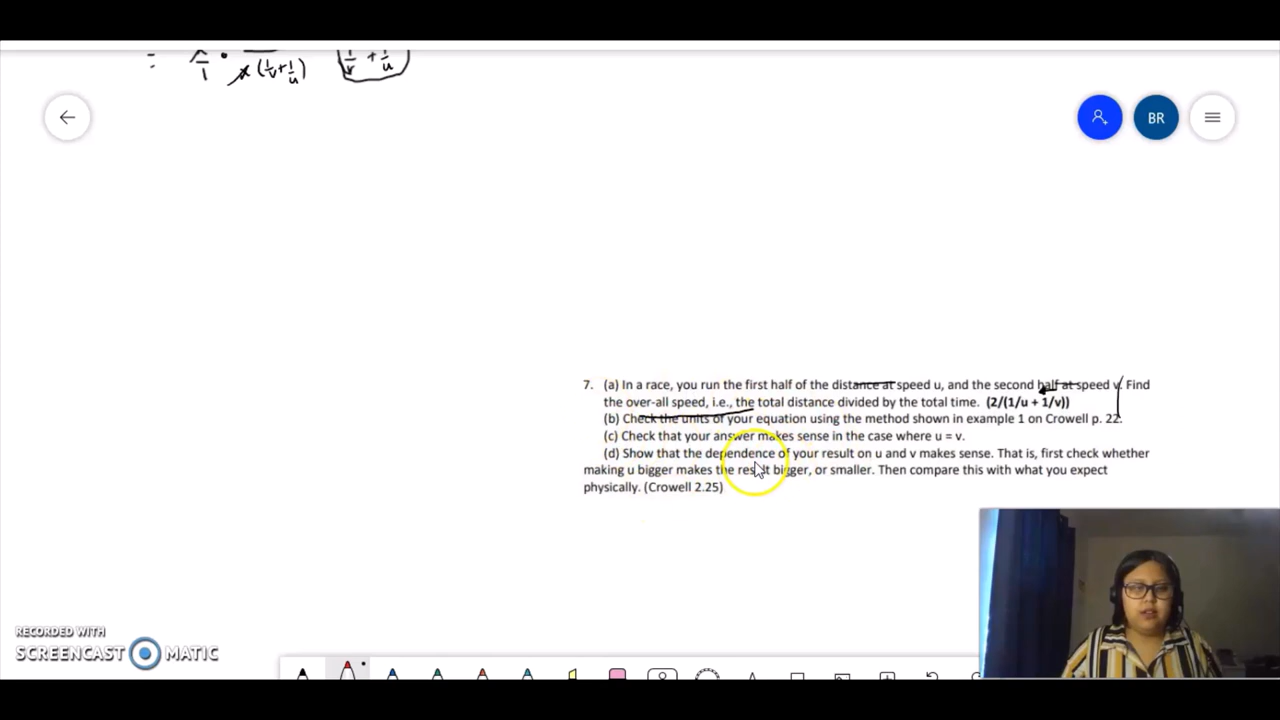 = x/1 · x(1/v+1/u) 1/v + 1/u
BR
7. (a) In a race, you run the first half of the distance at speed u, and the second half at speed v. Find
the over-all speed, i.e., the total distance divided by the total time. (2/(1/u + 1/v))
(b) Check the units of your equation using the method shown in example 1 on Crowell p. 22.
(c) Check that your answer makes sense in the case where u = v.
(d) Show that the dependence of your result on u and v makes sense. That is, first check whether
making u bigger makes the result bigger, or smaller. Then compare this with what you expect
physically. (Crowell 2.25)
RECORDED WITH
SCREENCAST MATIC